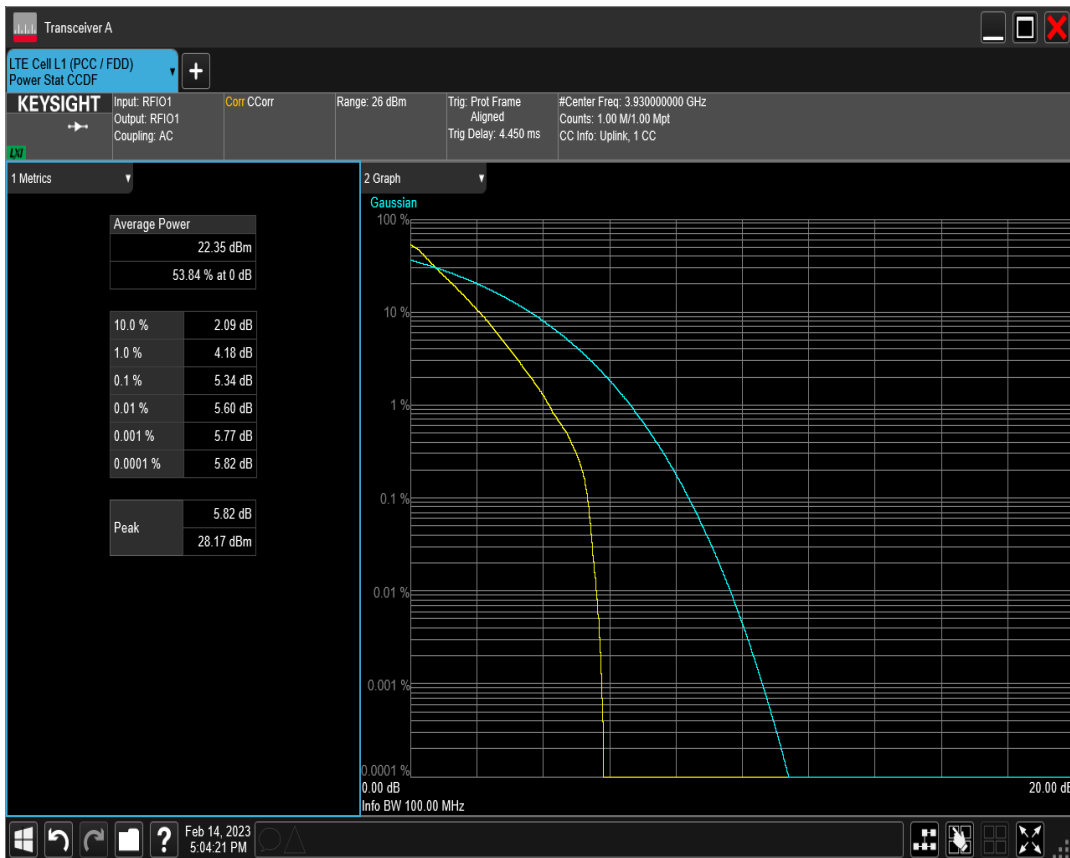 Transceiver A
LTE Cell L1 (PCC / FDD)
Power Stat CCDF
KEYSIGHT
LXI
Input: RFIO1
Output: RFIO1
Coupling: AC
Corr CCorr
Range: 26 dBm
Trig: Prot Frame
Aligned
Trig Delay: 4.450 ms
#Center Freq: 3.930000000 GHz
Counts: 1.00 M/1.00 Mpt
CC Info: Uplink, 1 CC
1 Metrics
Average Power
22.35 dBm
53.84 % at 0 dB
10.0 % 2.09 dB
1.0 % 4.18 dB
0.1 % 5.34 dB
0.01 % 5.60 dB
0.001 % 5.77 dB
0.0001 % 5.82 dB
Peak 5.82 dB
28.17 dBm
2 Graph
Gaussian
100 %
10 %
1 %
0.1 %
0.01 %
0.001 %
0.0001 %
0.00 dB 20.00 dB
Info BW 100.00 MHz
?
Feb 14, 2023
5:04:21 PM